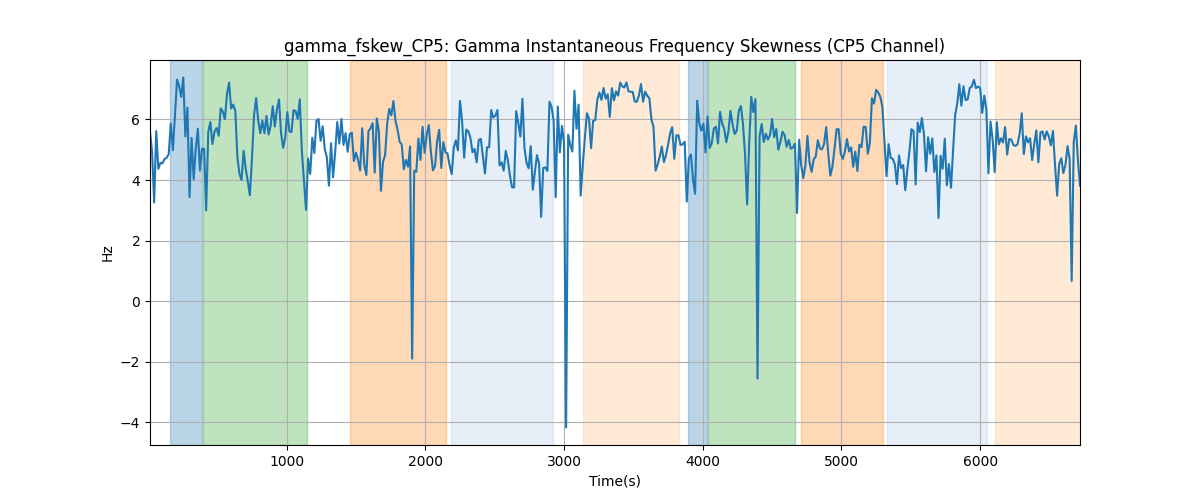 gamma_fskew_CP5: Gamma Instantaneous Frequency Skewness (CP5 Channel)
Hz
6
4
2
0
−2
−4
1000 2000 3000 4000 5000 6000
Time(s)